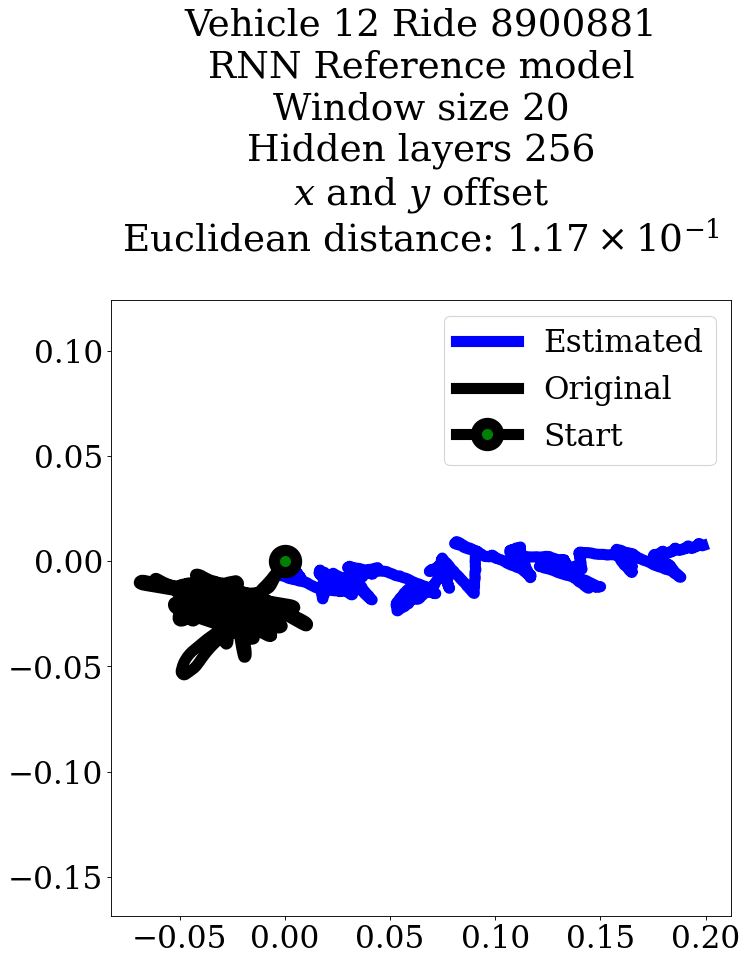 Vehicle 12 Ride 8900881
RNN Reference model
Window size 20
Hidden layers 256
x and y offset
Euclidean distance: 1.17 × 10⁻¹
Estimated
Original
Start
0.10
0.05
0.00
−0.05
−0.10
−0.15
−0.05 0.00 0.05 0.10 0.15 0.20